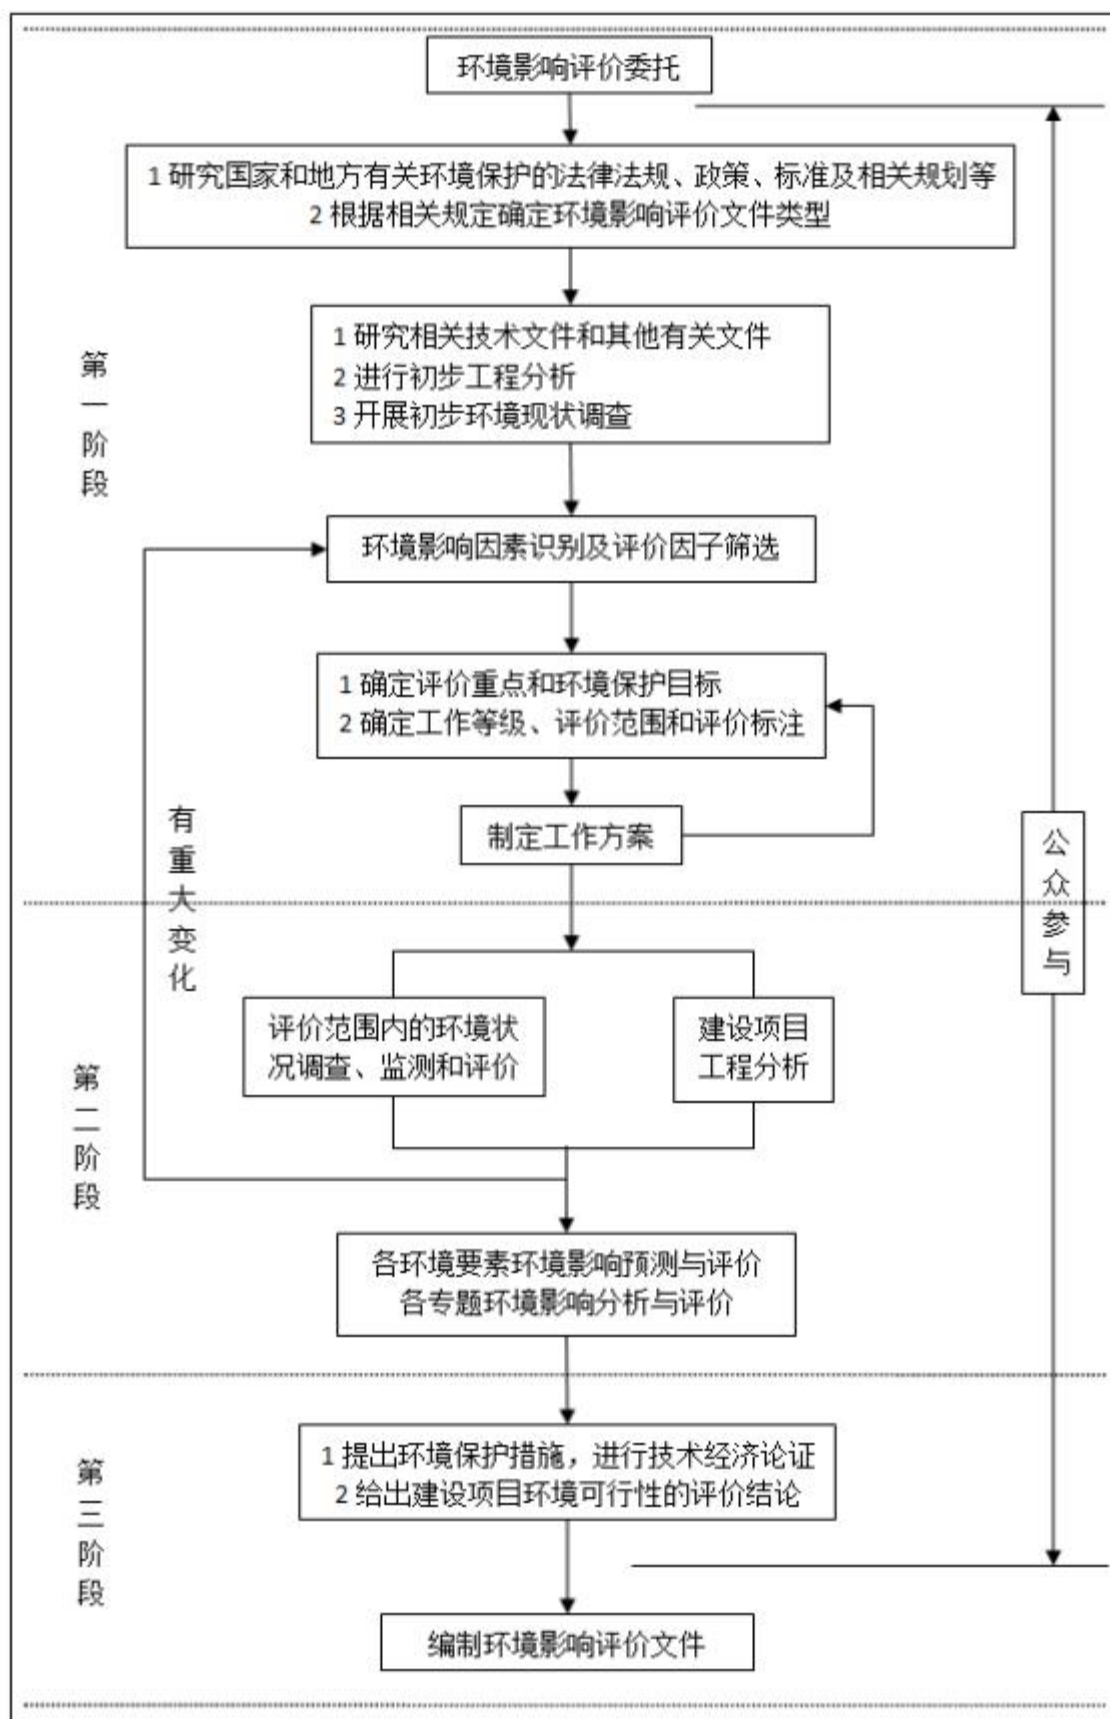 环境影响评价委托
1 研究国家和地方有关环境保护的法律法规、政策、标准及相关规划等
2 根据相关规定确定环境影响评价文件类型
1 研究相关技术文件和其他有关文件
2 进行初步工程分析
3 开展初步环境现状调查
第一阶段
环境影响因素识别及评价因子筛选
1 确定评价重点和环境保护目标
2 确定工作等级、评价范围和评价标注
制定工作方案
有重大变化
公众参与
评价范围内的环境状
况调查、监测和评价
建设项目
工程分析
第二阶段
各环境要素环境影响预测与评价
各专题环境影响分析与评价
1 提出环境保护措施，进行技术经济论证
2 给出建设项目环境可行性的评价结论
第三阶段
编制环境影响评价文件